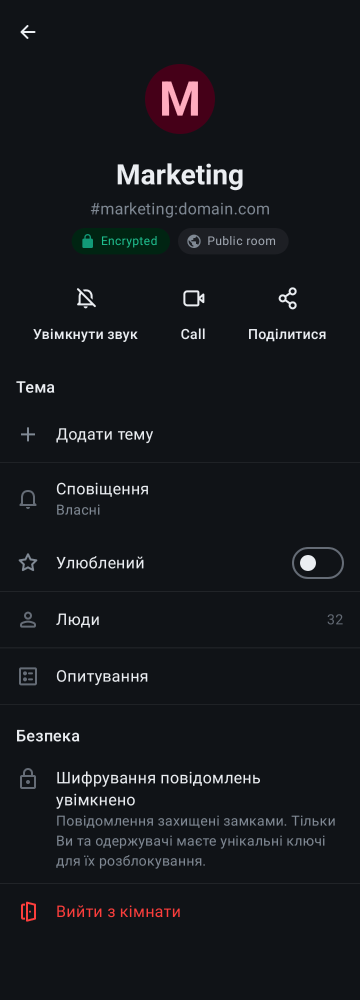 M
Marketing
#marketing:domain.com
Encrypted
Public room
Увімкнути звук
Call
Поділитися
Тема
Додати тему
Сповіщення
Власні
Улюблений
Люди
32
Опитування
Безпека
Шифрування повідомлень
увімкнено
Повідомлення захищені замками. Тільки
Ви та одержувачі маєте унікальні ключі
для їх розблокування.
Вийти з кімнати